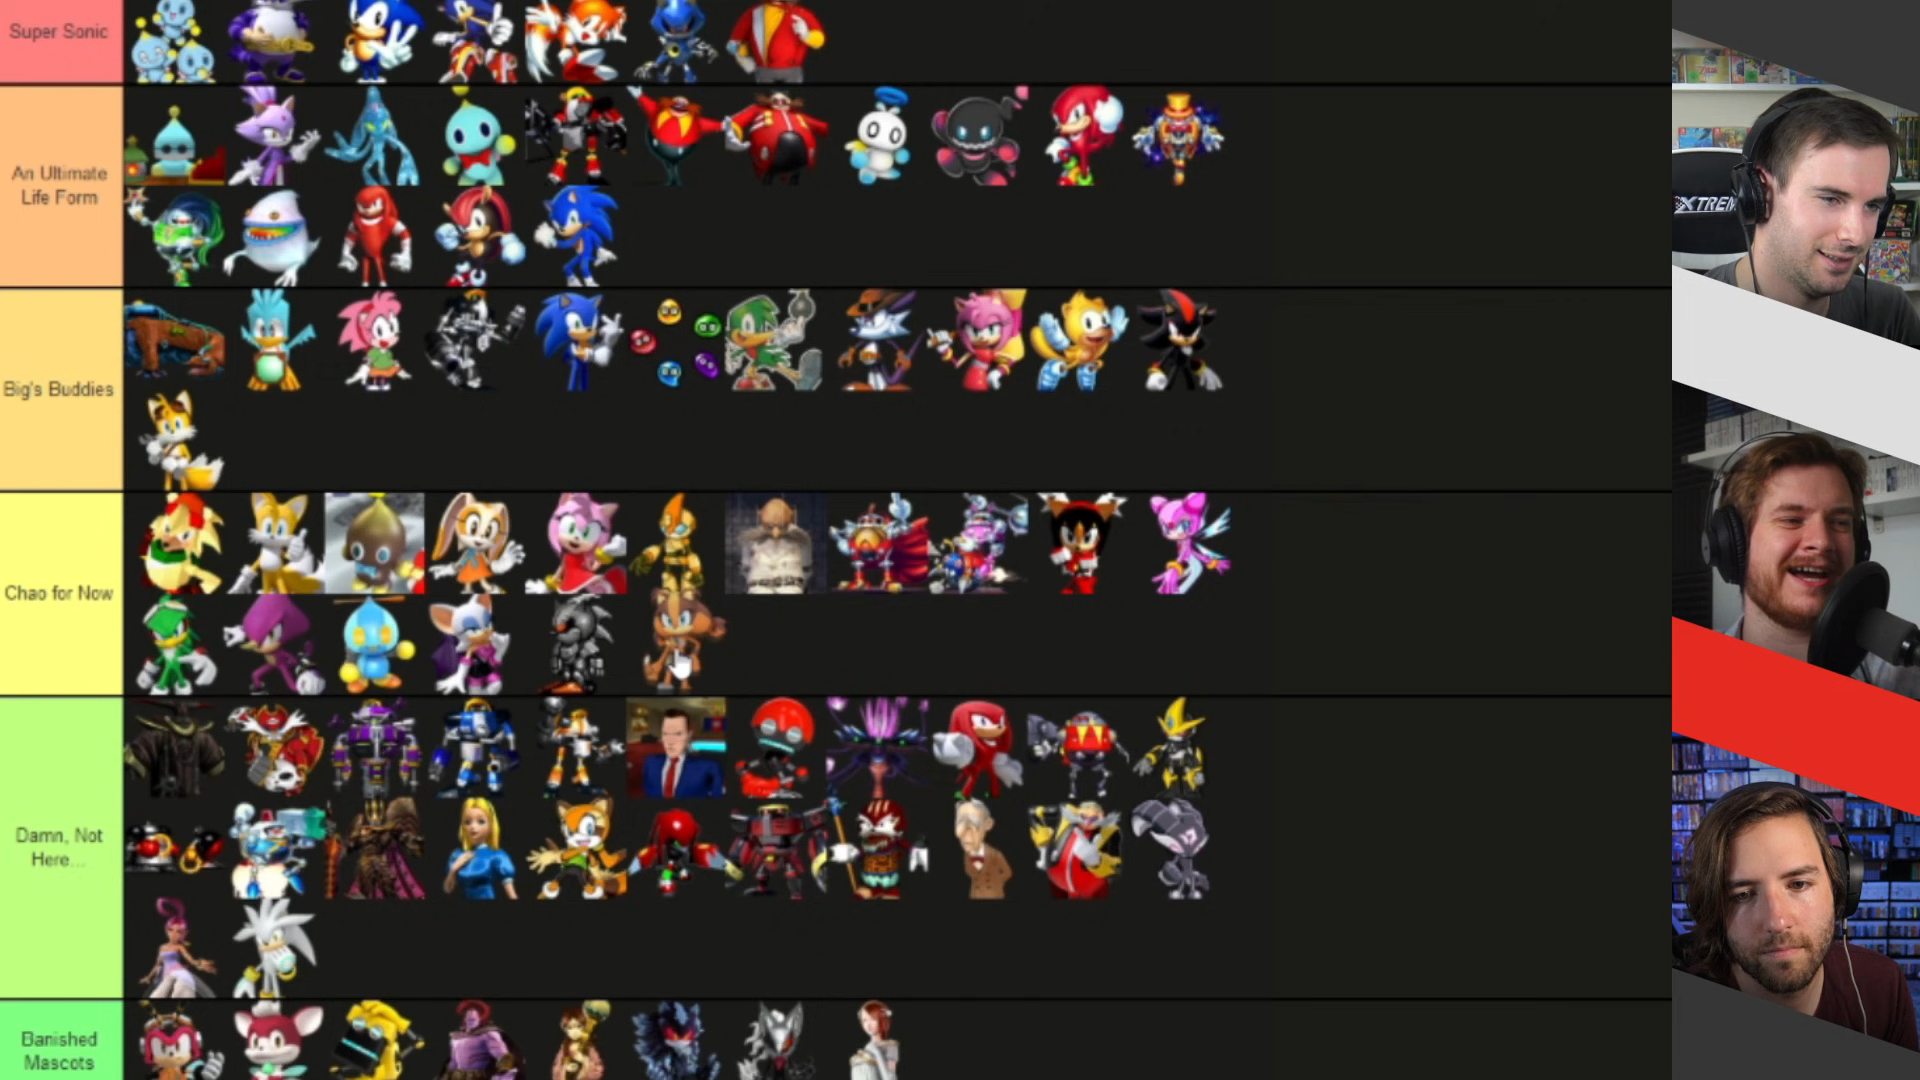 Super Sonic
An Ultimate
Life Form
XTREM
Big's Buddies
Chao for Now
Damn, Not
Here...
Banished
Mascots